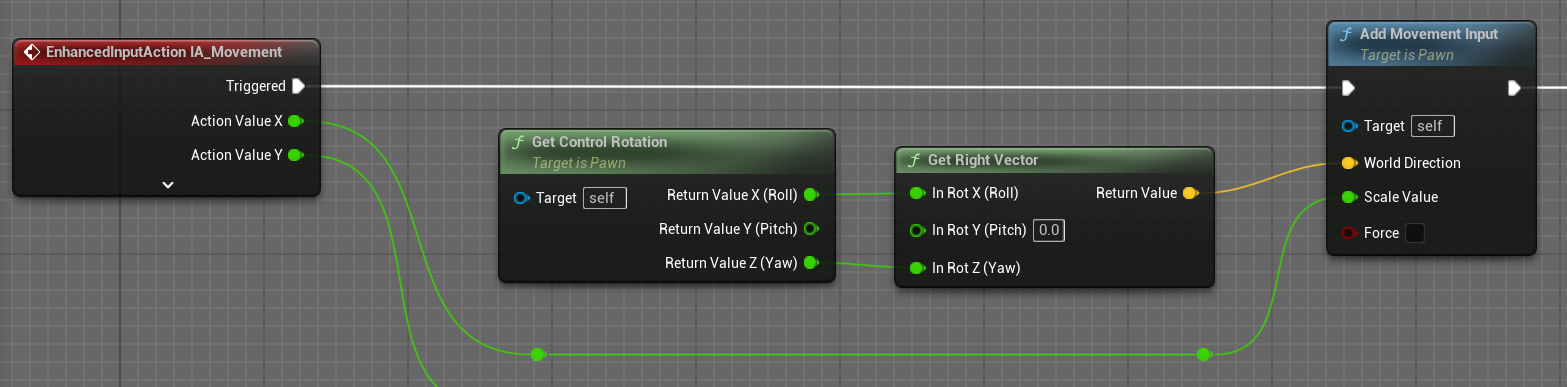 EnhancedInputAction IA_Movement
Triggered
Action Value X
Action Value Y
f Get Control Rotation
Target is Pawn
Target self
Return Value X (Roll)
Return Value Y (Pitch)
Return Value Z (Yaw)
f Get Right Vector
In Rot X (Roll)
Return Value
In Rot Y (Pitch) 0.0
In Rot Z (Yaw)
f Add Movement Input
Target is Pawn
Target self
World Direction
Scale Value
Force